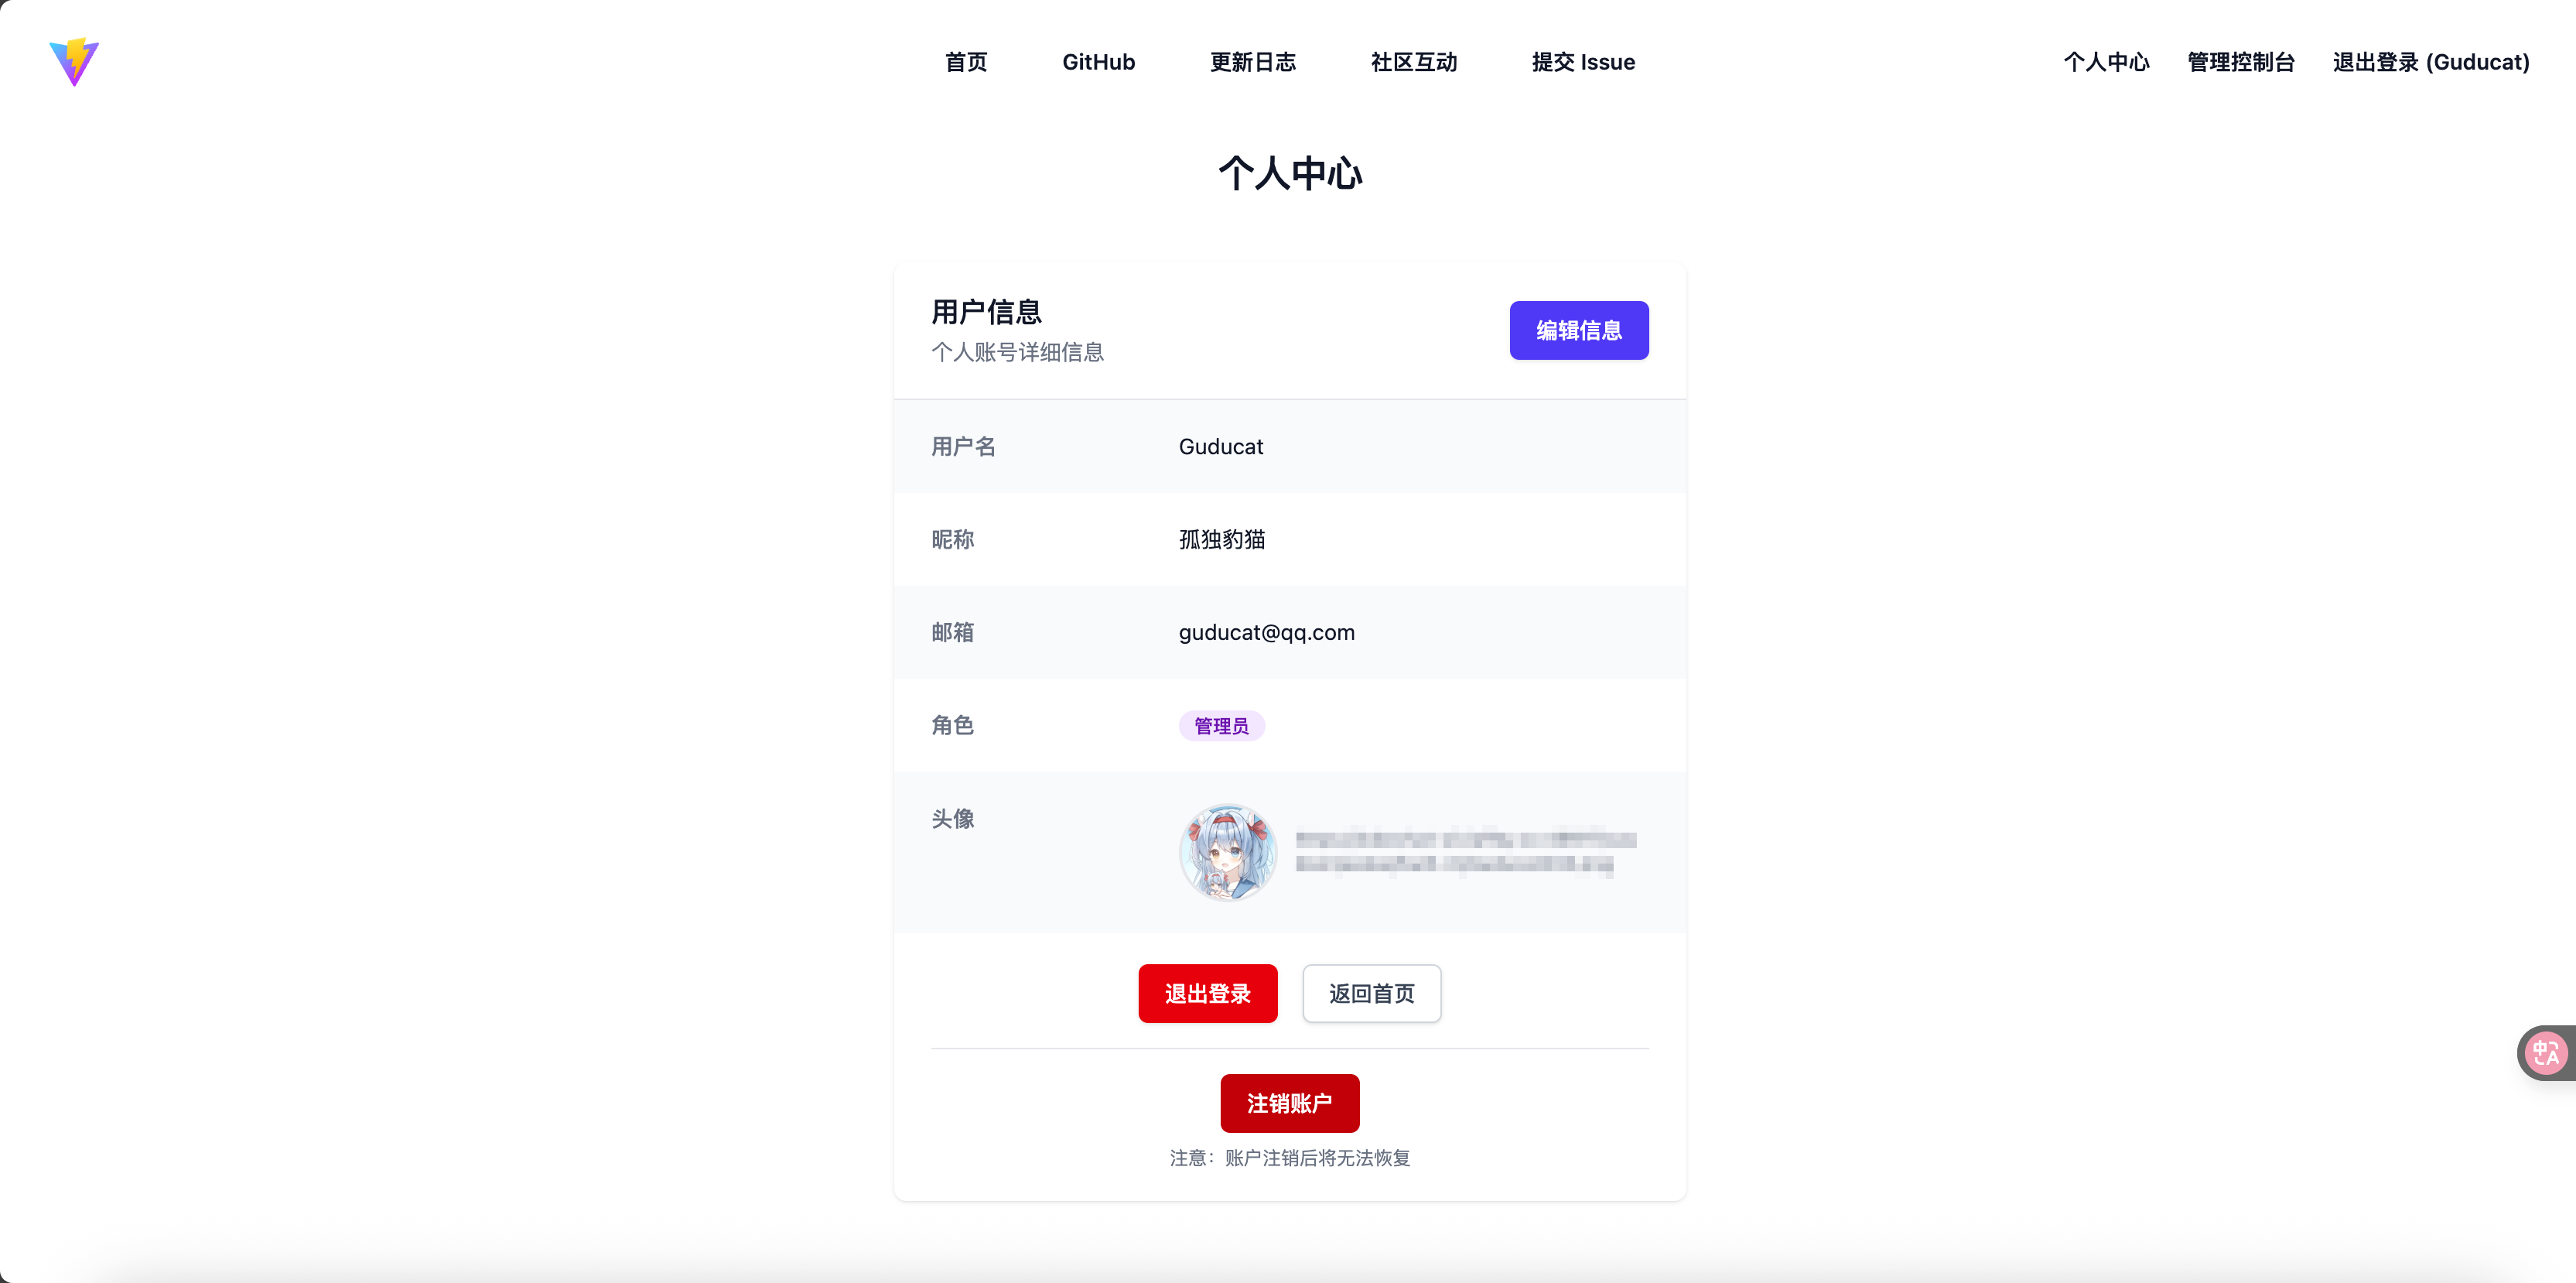 首页 GitHub 更新日志 社区互动 提交 Issue 个人中心 管理控制台 退出登录 (Guducat)
个人中心
用户信息
个人账号详细信息
编辑信息
用户名 Guducat
昵称 孤独豹猫
邮箱 guducat@qq.com
角色 管理员
头像
退出登录 返回首页
注销账户
注意：账户注销后将无法恢复
中 A